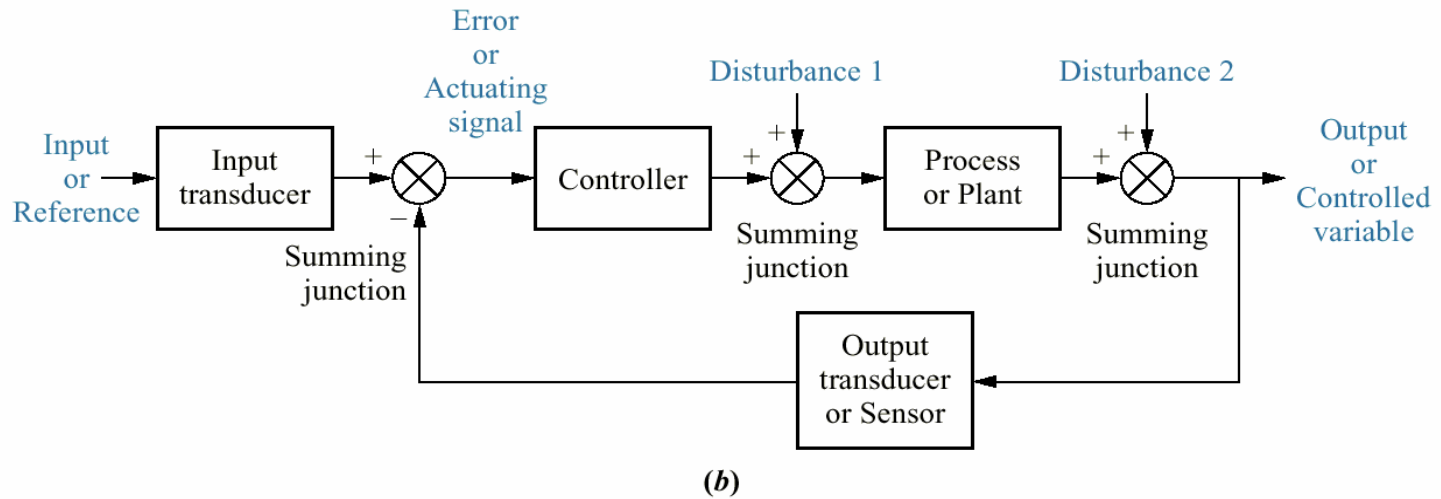 Input
or
Reference
Input
transducer
+
−
Summing
junction
Error
or
Actuating
signal
Controller
+
Disturbance 1
+
Summing
junction
Process
or Plant
+
Disturbance 2
+
Summing
junction
Output
or
Controlled
variable
Output
transducer
or Sensor
(b)